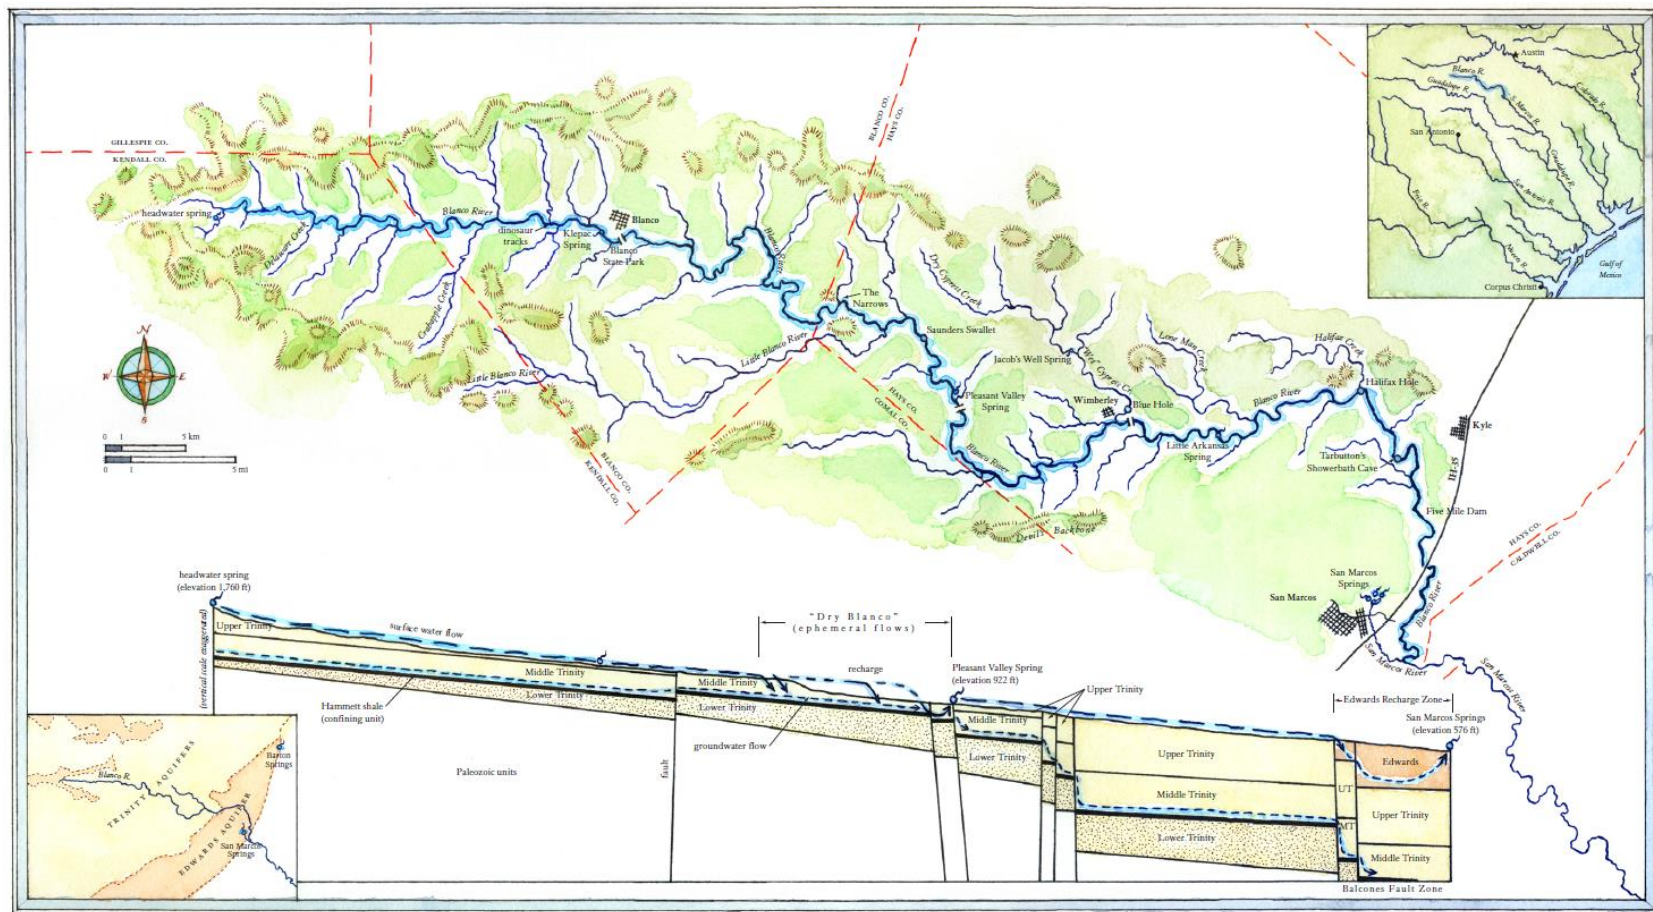 GILLESPIE CO.
KENDALL CO.
BLANCO CO.
HAYS CO.
headwater spring
Delaware Creek
Blanco River
dinosaur
tracks
Klepac
Spring
Blanco
Blanco
State Park
Crabapple Creek
Little Blanco River
Little Blanco River
Blanco River
The
Narrows
Dry Cypress Creek
Saunders Swallet
Jacob's Well Spring
Cypress Cr.
Lone Man Creek
Halifax Creek
Halifax Hole
Pleasant Valley
Spring
Wimberley
Blue Hole
Blanco River
Little Arkansas
Spring
HAYS CO.
COMAL CO.
Blanco River
Devil's Backbone
BLANCO CO.
KENDALL CO.
Tarbutton's
Showerbath Cave
Kyle
IH-35
Five Mile Dam
HAYS CO.
CALDWELL CO.
San Marcos
Springs
San Marcos
Blanco River
San Marcos River
San Marcos River
N
W
E
S
0 1 5 km
0 1 5 mi
Austin
Blanco R.
Guadalupe R.
S. Marcos R.
Colorado R.
San Antonio
Guadalupe R.
San Antonio R.
Frio R.
Nueces R.
Gulf of
Mexico
Corpus Christi
headwater spring
(elevation 1,760 ft)
(vertical scale exaggerated)
Upper Trinity
surface water flow
Middle Trinity
Lower Trinity
Hammett shale
(confining unit)
Paleozoic units
fault
"Dry Blanco"
(ephemeral flows)
recharge
Middle Trinity
Lower Trinity
groundwater flow
Pleasant Valley Spring
(elevation 922 ft)
Upper Trinity
Middle Trinity
Lower Trinity
Upper Trinity
Middle Trinity
Lower Trinity
Edwards Recharge Zone
San Marcos Springs
(elevation 576 ft)
Edwards
UT
MT
Upper Trinity
Middle Trinity
Balcones Fault Zone
Blanco R.
TRINITY AQUIFERS
EDWARDS AQUIFER
Barton
Springs
San Marcos
Springs